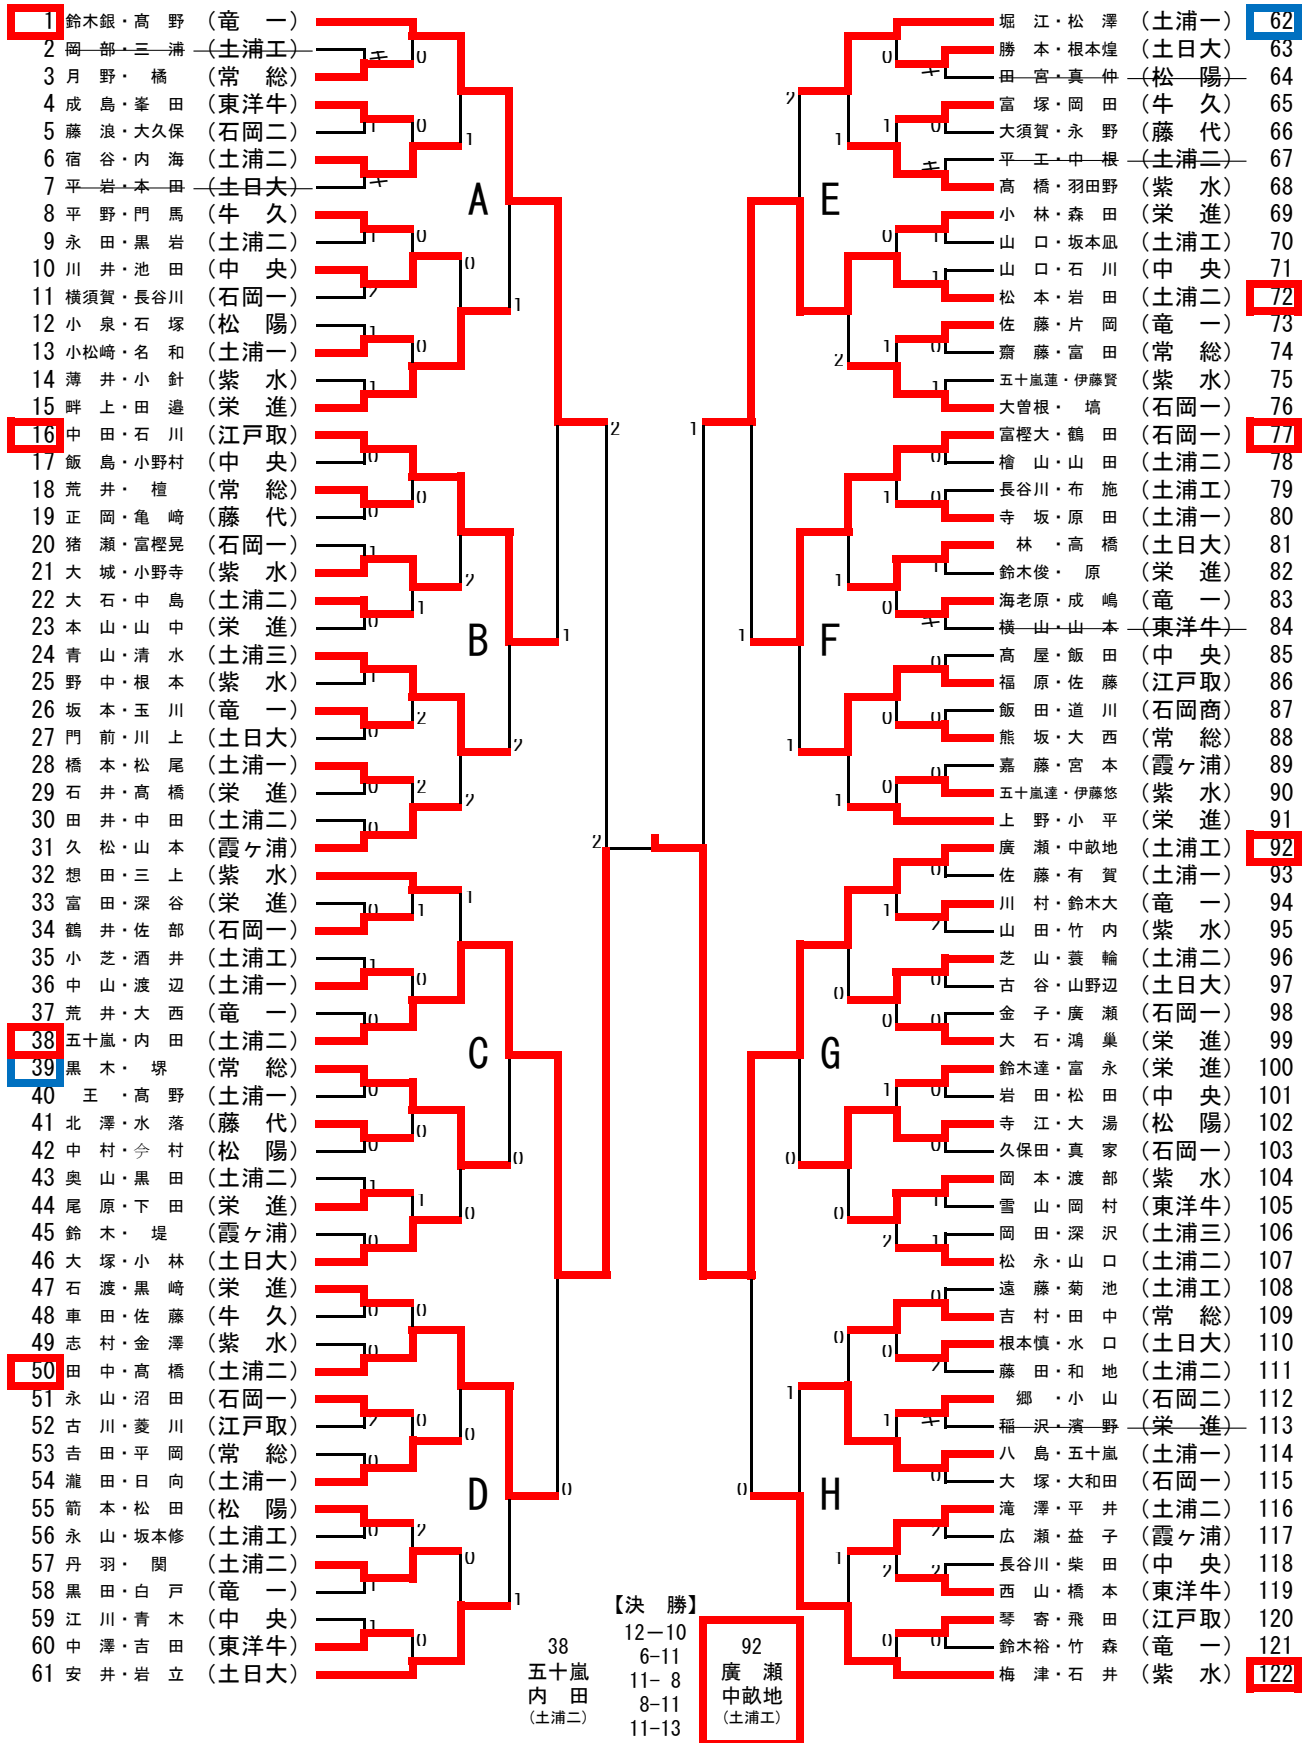 1 鈴木銀・髙 野 (竜 一)
2 岡 部・三 浦 (土浦工)
3 月 野・ 橘 (常 総)
4 成 島・峯 田 (東洋牛)
5 藤 浪・大久保 (石岡二)
6 宿 谷・内 海 (土浦二)
7 平 岩・本 田 (土日大)
8 平 野・門 馬 (牛 久)
9 永 田・黒 岩 (土浦二)
10 川 井・池 田 (中 央)
11 横須賀・長谷川 (石岡一)
12 小 泉・石 塚 (松 陽)
13 小松﨑・名 和 (土浦一)
14 薄 井・小 針 (紫 水)
15 畔 上・田 邉 (栄 進)
16 中 田・石 川 (江戸取)
17 飯 島・小野村 (中 央)
18 荒 井・ 檀 (常 総)
19 正 岡・亀 﨑 (藤 代)
20 猪 瀬・富樫晃 (石岡一)
21 大 城・小野寺 (紫 水)
22 大 石・中 島 (土浦二)
23 本 山・山 中 (栄 進)
24 青 山・清 水 (土浦三)
25 野 中・根 本 (紫 水)
26 坂 本・玉 川 (竜 一)
27 門 前・川 上 (土日大)
28 橋 本・松 尾 (土浦一)
29 石 井・髙 橋 (栄 進)
30 田 井・中 田 (土浦二)
31 久 松・山 本 (霞ヶ浦)
32 想 田・三 上 (紫 水)
33 富 田・深 谷 (栄 進)
34 鶴 井・佐 部 (石岡一)
35 小 芝・酒 井 (土浦工)
36 中 山・渡 辺 (土浦一)
37 荒 井・大 西 (竜 一)
38 五十嵐・内 田 (土浦二)
39 黒 木・ 堺 (常 総)
40 王 ・髙 野 (土浦一)
41 北 澤・水 落 (藤 代)
42 中 村・今 村 (松 陽)
43 奥 山・黒 田 (土浦二)
44 尾 原・下 田 (栄 進)
45 鈴 木・ 堤 (霞ヶ浦)
46 大 塚・小 林 (土日大)
47 石 渡・黒 﨑 (栄 進)
48 車 田・佐 藤 (牛 久)
49 志 村・金 澤 (紫 水)
50 田 中・髙 橋 (土浦二)
51 永 山・沼 田 (石岡一)
52 古 川・菱 川 (江戸取)
53 吉 田・平 岡 (常 総)
54 瀧 田・日 向 (土浦一)
55 箭 本・松 田 (松 陽)
56 永 山・坂本修 (土浦工)
57 丹 羽・ 関 (土浦二)
58 黒 田・白 戸 (竜 一)
59 江 川・青 木 (中 央)
60 中 澤・吉 田 (東洋牛)
61 安 井・岩 立 (土日大)
A
B
C
D
E
F
G
H
堀 江・松 澤 (土浦一) 62
勝 本・根本煌 (土日大) 63
田 宮・真 仲 (松 陽) 64
富 塚・岡 田 (牛 久) 65
大須賀・永 野 (藤 代) 66
平 工・中 根 (土浦二) 67
髙 橋・羽田野 (紫 水) 68
小 林・森 田 (栄 進) 69
山 口・坂本凪 (土浦工) 70
山 口・石 川 (中 央) 71
松 本・岩 田 (土浦二) 72
佐 藤・片 岡 (竜 一) 73
齋 藤・富 田 (常 総) 74
五十嵐蓮・伊藤賢 (紫 水) 75
大曽根・ 塙 (石岡一) 76
富樫大・鶴 田 (石岡一) 77
檜 山・山 田 (土浦二) 78
長谷川・布 施 (土浦工) 79
寺 坂・原 田 (土浦一) 80
林 ・高 橋 (土日大) 81
鈴木俊・ 原 (栄 進) 82
海老原・成 嶋 (竜 一) 83
横 山・山 本 (東洋牛) 84
髙 屋・飯 田 (中 央) 85
福 原・佐 藤 (江戸取) 86
飯 田・道 川 (石岡商) 87
熊 坂・大 西 (常 総) 88
嘉 藤・宮 本 (霞ヶ浦) 89
五十嵐達・伊藤悠 (紫 水) 90
上 野・小 平 (栄 進) 91
廣 瀬・中畝地 (土浦工) 92
佐 藤・有 賀 (土浦一) 93
川 村・鈴木大 (竜 一) 94
山 田・竹 内 (紫 水) 95
芝 山・蓑 輪 (土浦二) 96
古 谷・山野辺 (土日大) 97
金 子・廣 瀬 (石岡一) 98
大 石・鴻 巣 (栄 進) 99
鈴木達・富 永 (栄 進) 100
岩 田・松 田 (中 央) 101
寺 江・大 湯 (松 陽) 102
久保田・真 家 (石岡一) 103
岡 本・渡 部 (紫 水) 104
雪 山・岡 村 (東洋牛) 105
岡 田・深 沢 (土浦三) 106
松 永・山 口 (土浦二) 107
遠 藤・菊 池 (土浦工) 108
吉 村・田 中 (常 総) 109
根本慎・水 口 (土日大) 110
藤 田・和 地 (土浦二) 111
郷 ・小 山 (石岡二) 112
稲 沢・濱 野 (栄 進) 113
八 島・五十嵐 (土浦一) 114
大 塚・大和田 (石岡一) 115
滝 澤・平 井 (土浦二) 116
広 瀬・益 子 (霞ヶ浦) 117
長谷川・柴 田 (中 央) 118
西 山・橋 本 (東洋牛) 119
琴 寄・飛 田 (江戸取) 120
鈴木裕・竹 森 (竜 一) 121
梅 津・石 井 (紫 水) 122
【決 勝】
38
五十嵐
内 田
(土浦二)
12-10
6-11
11- 8
8-11
11-13
92
廣 瀬
中畝地
(土浦工)